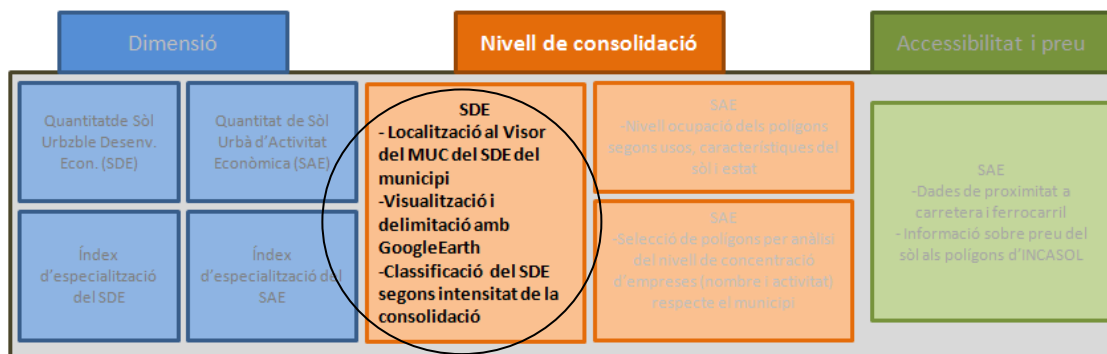 Dimensió
Nivell de consolidació
Accessibilitat i preu
Quantitatde Sòl
Urbzble Desenv.
Econ. (SDE)
Quantitat de Sòl
Urbà d'Activitat
Econòmica (SAE)
Índex
d'especialització
del SDE
Índex
d'especialització del
SAE
SDE
- Localització al Visor
del MUC del SDE del
municipi
-Visualització i
delimitació amb
GoogleEarth
-Classificació del SDE
segons intensitat de la
consolidació
SAE
-Nivell ocupació dels polígons
segons usos, característiques del
sòl i estat
SAE
-Selecció de polígons per anàlisi
del nivell de concentració
d'empreses (nombre i activitat)
respecte el municipi
SAE
-Dades de proximitat a
carretera i ferrocarril
- Informació sobre preu del
sòl als polígons d'INCASOL